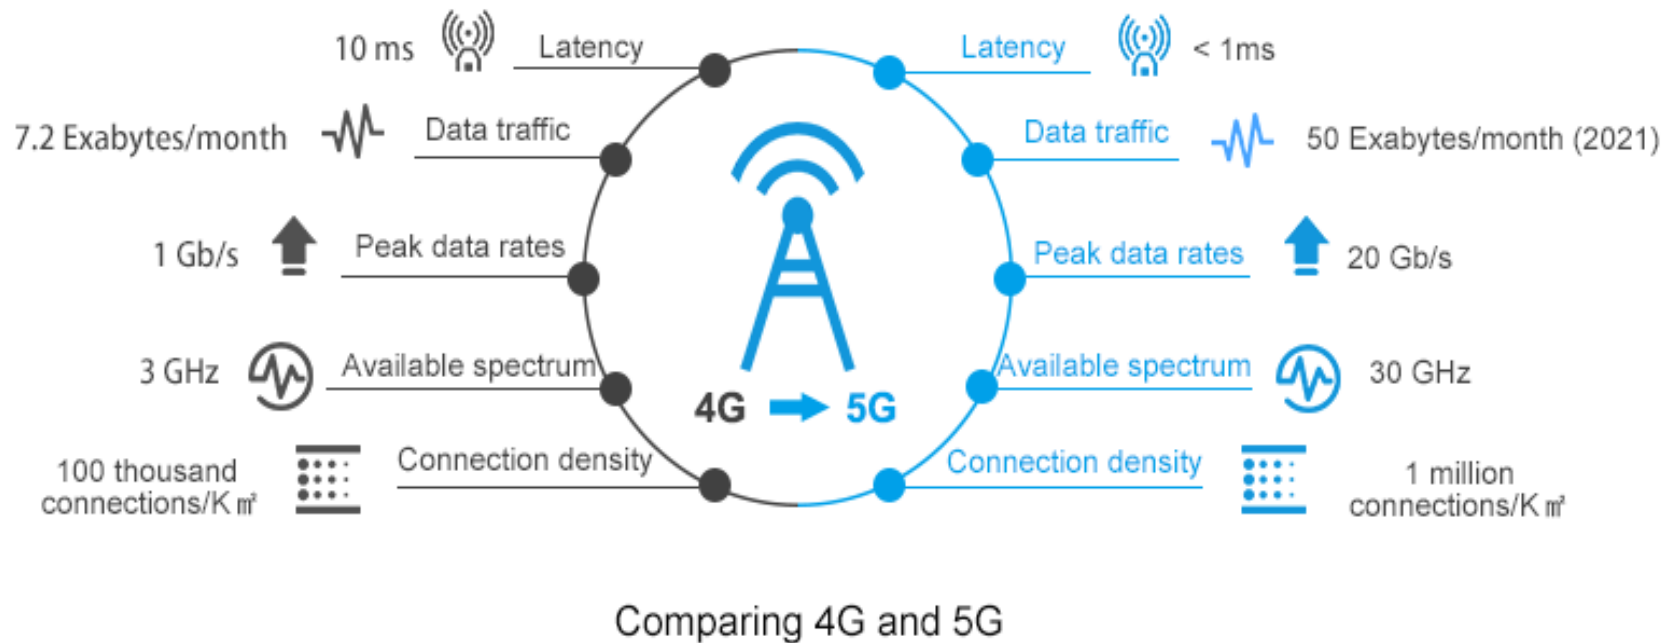 10 ms Latency
Latency < 1ms
7.2 Exabytes/month Data traffic
Data traffic 50 Exabytes/month (2021)
1 Gb/s Peak data rates
Peak data rates 20 Gb/s
3 GHz Available spectrum
Available spectrum 30 GHz
4G 5G
100 thousand
connections/K㎡
Connection density
Connection density
1 million
connections/K㎡
Comparing 4G and 5G